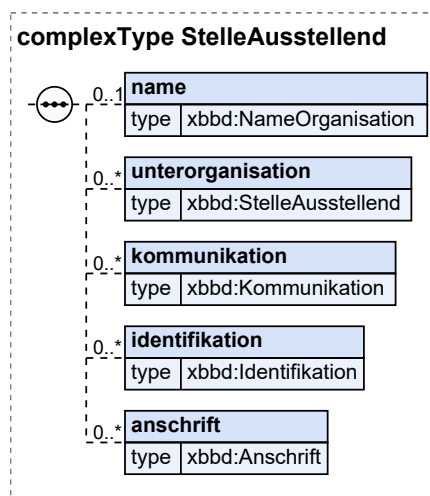 complexType StelleAusstellend
0..1 name
type xbbd:NameOrganisation
0..* unterorganisation
type xbbd:StelleAusstellend
0..* kommunikation
type xbbd:Kommunikation
0..* identifikation
type xbbd:Identifikation
0..* anschrift
type xbbd:Anschrift